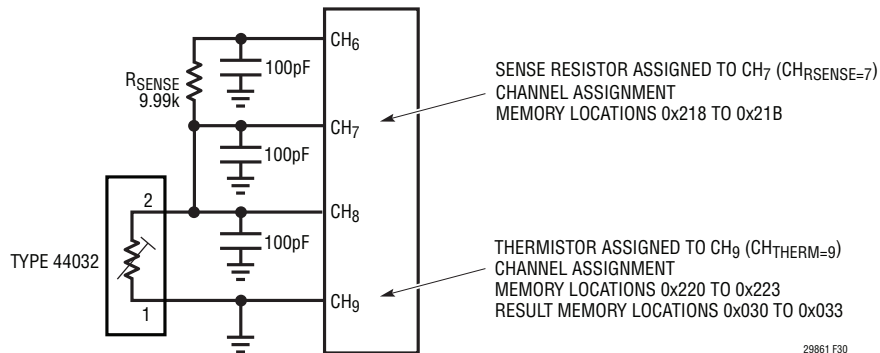 CH6
100pF
RSENSE
9.99k
CH7
100pF
2
CH8
100pF
TYPE 44032
1
CH9
SENSE RESISTOR ASSIGNED TO CH7 (CHRSENSE=7)
CHANNEL ASSIGNMENT
MEMORY LOCATIONS 0x218 TO 0x21B
THERMISTOR ASSIGNED TO CH9 (CHTHERM=9)
CHANNEL ASSIGNMENT
MEMORY LOCATIONS 0x220 TO 0x223
RESULT MEMORY LOCATIONS 0x030 TO 0x033
29861 F30